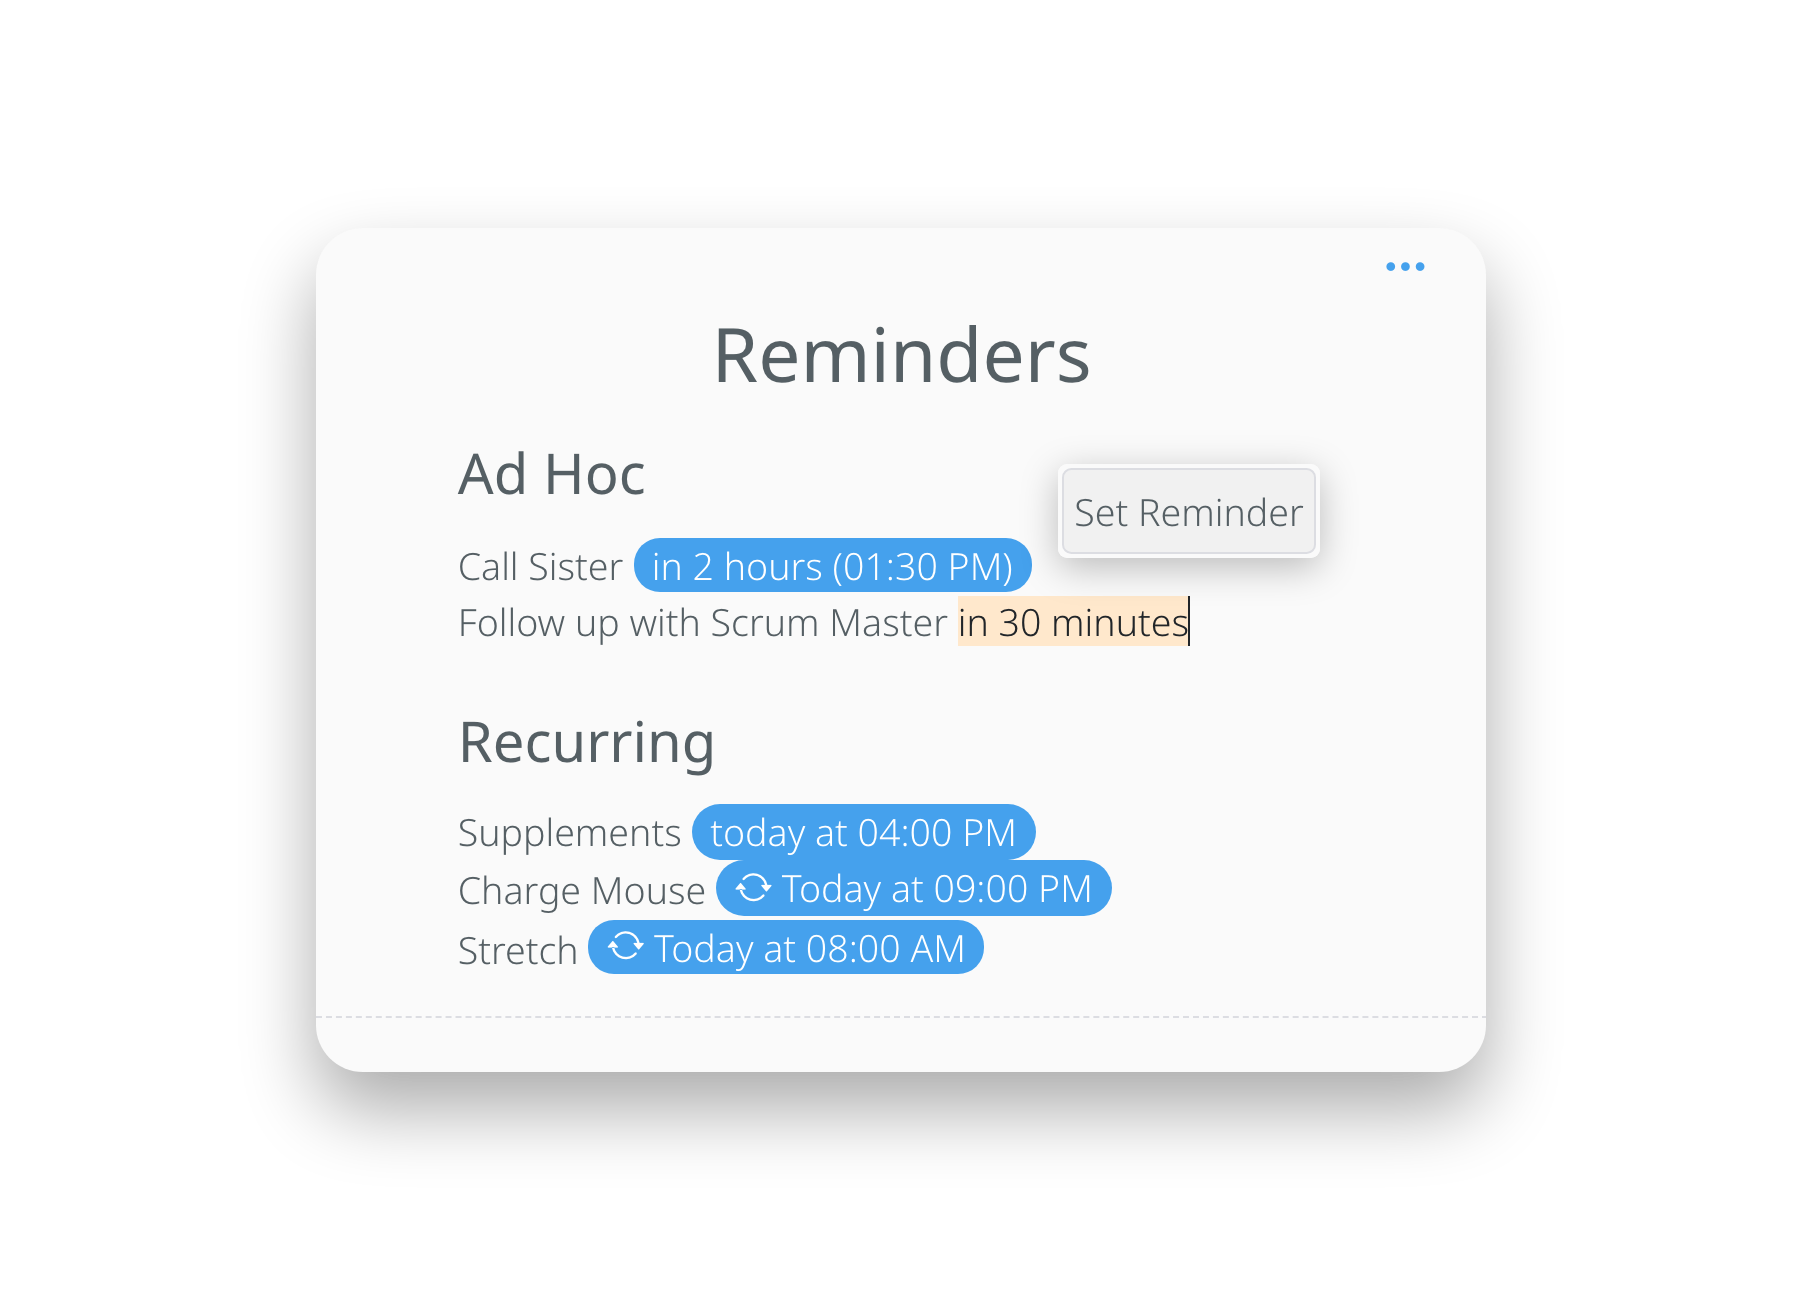 Reminders
Ad Hoc
Set Reminder
Call Sister in 2 hours (01:30 PM)
Follow up with Scrum Master in 30 minutes
Recurring
Supplements today at 04:00 PM
Charge Mouse Today at 09:00 PM
Stretch Today at 08:00 AM